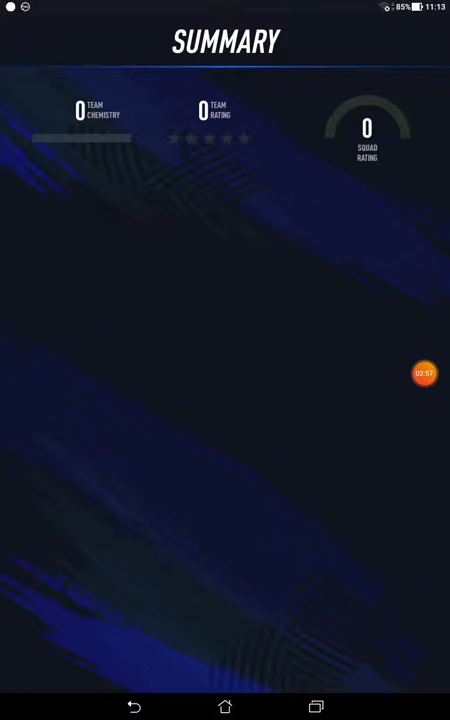 85% 11:13
SUMMARY
0 TEAM CHEMISTRY
0 TEAM RATING
0
SQUAD
RATING
02:57